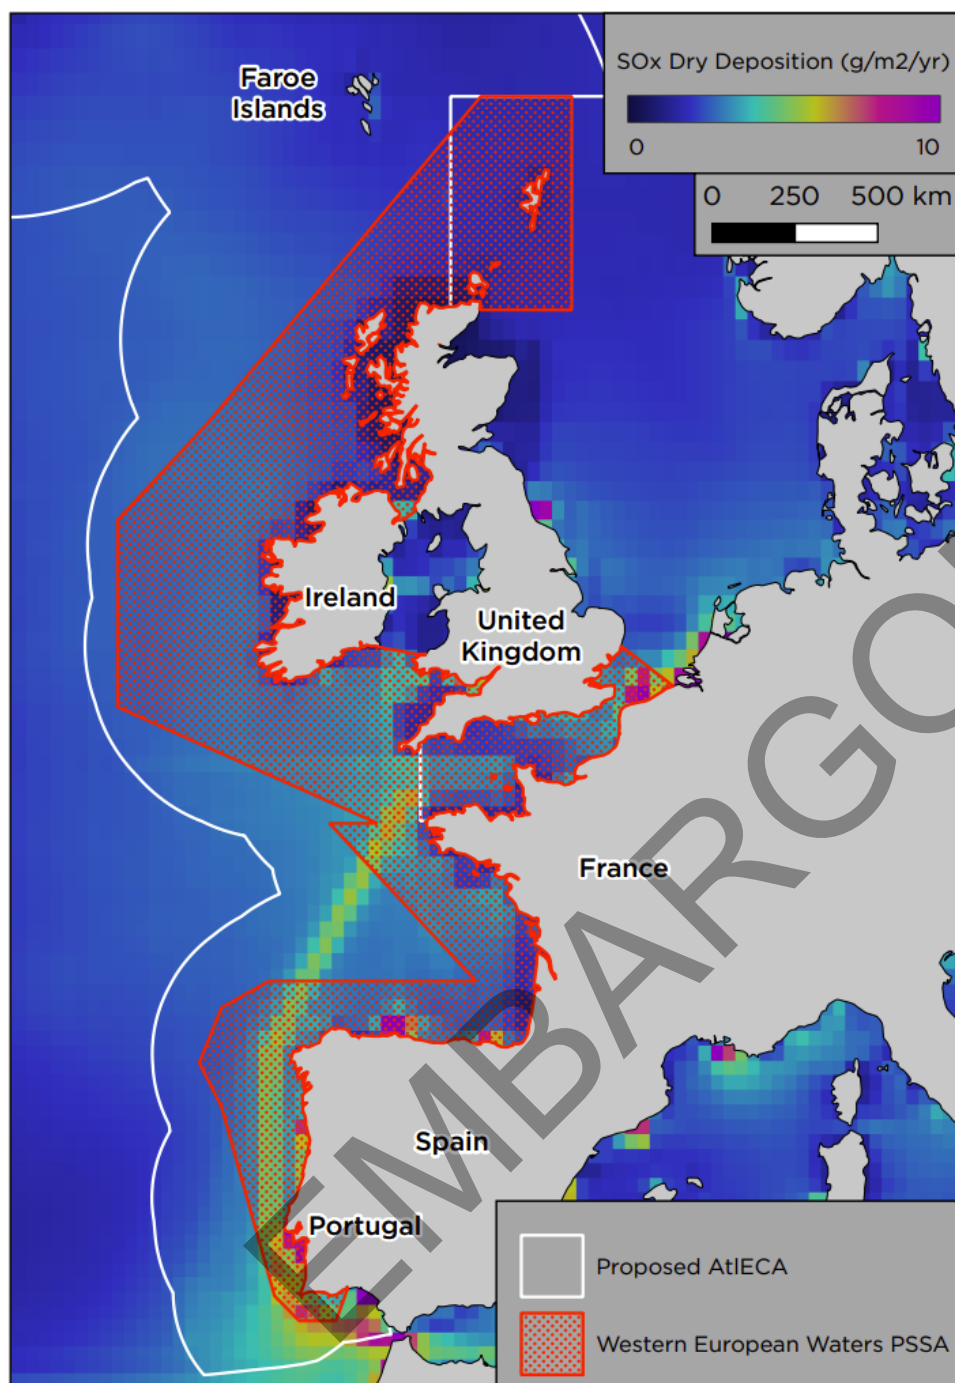 Faroe
Islands
SOx Dry Deposition (g/m2/yr)
0 10
0 250 500 km
Ireland
United
Kingdom
France
Spain
Portugal
EMBARGO
Proposed AtlECA
Western European Waters PSSA